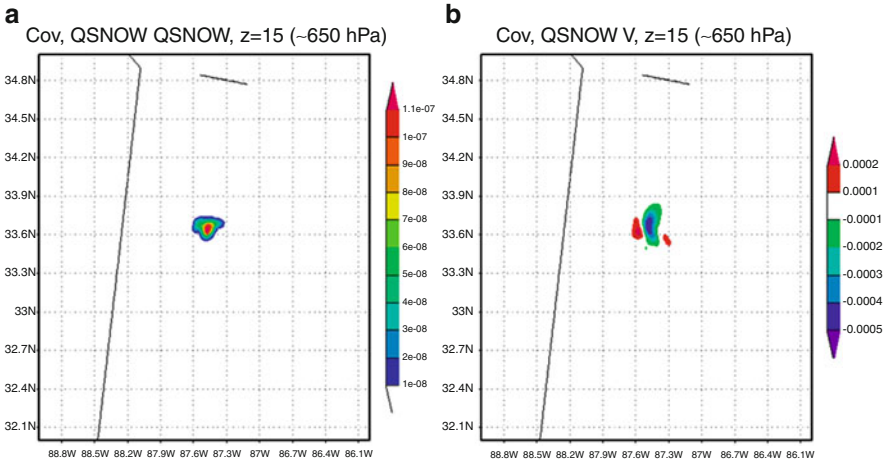 a
Cov, QSNOW QSNOW, z=15 (~650 hPa)
34.8N
34.5N
34.2N
33.9N
33.6N
33.3N
33N
32.7N
32.4N
32.1N
88.8W 88.5W 88.2W 87.9W 87.6W 87.3W 87W 86.7W 86.4W 86.1W
1.1e-07
1e-07
9e-08
8e-08
7e-08
6e-08
5e-08
4e-08
3e-08
2e-08
1e-08
b
Cov, QSNOW V, z=15 (~650 hPa)
34.8N
34.5N
34.2N
33.9N
33.6N
33.3N
33N
32.7N
32.4N
32.1N
88.8W 88.5W 88.2W 87.9W 87.6W 87.3W 87W 86.7W 86.4W 86.1W
0.0002
0.0001
-0.0001
-0.0002
-0.0003
-0.0004
-0.0005